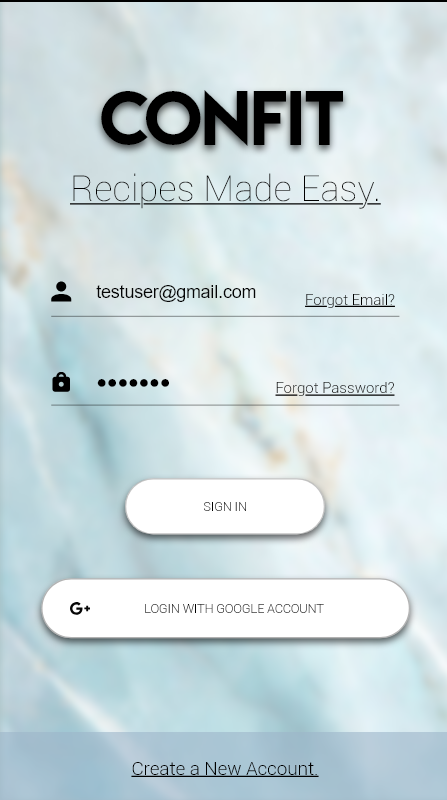 CONFIT
Recipes Made Easy.
testuser@gmail.com Forgot Email?
••••••• Forgot Password?
SIGN IN
G+ LOGIN WITH GOOGLE ACCOUNT
Create a New Account.